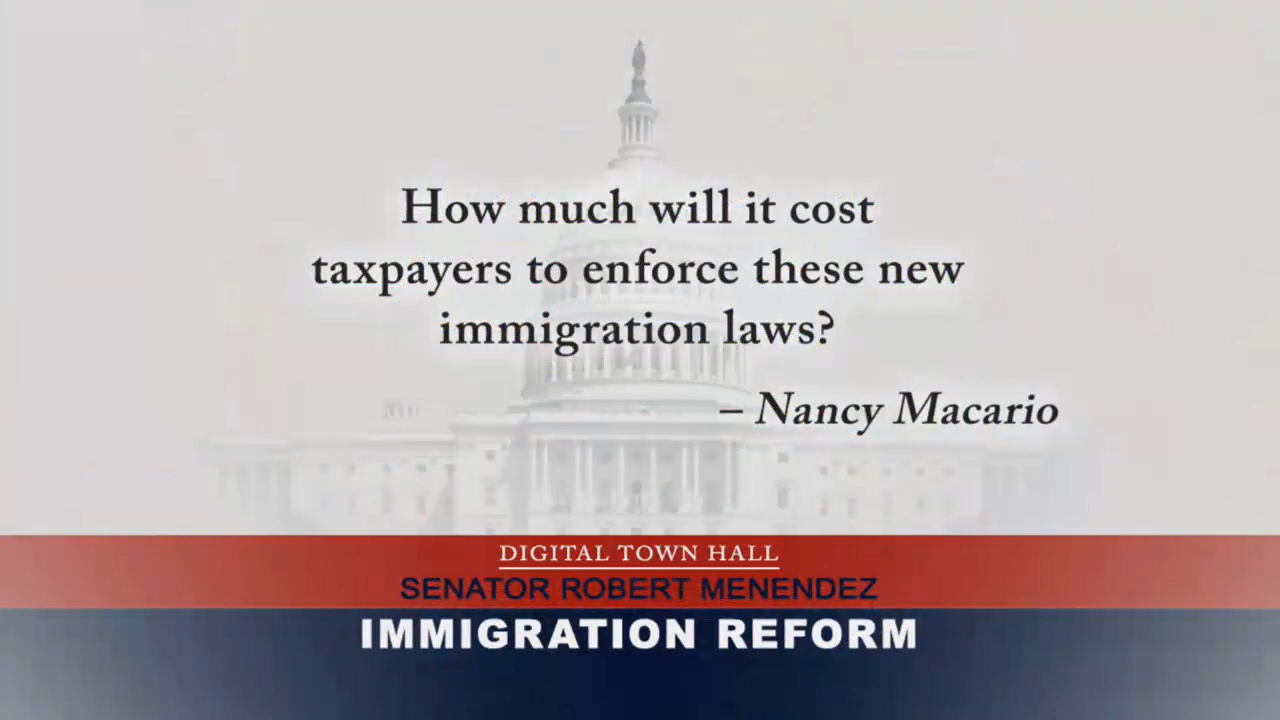 How much will it cost
taxpayers to enforce these new
immigration laws?
– Nancy Macario
DIGITAL TOWN HALL
SENATOR ROBERT MENENDEZ
IMMIGRATION REFORM